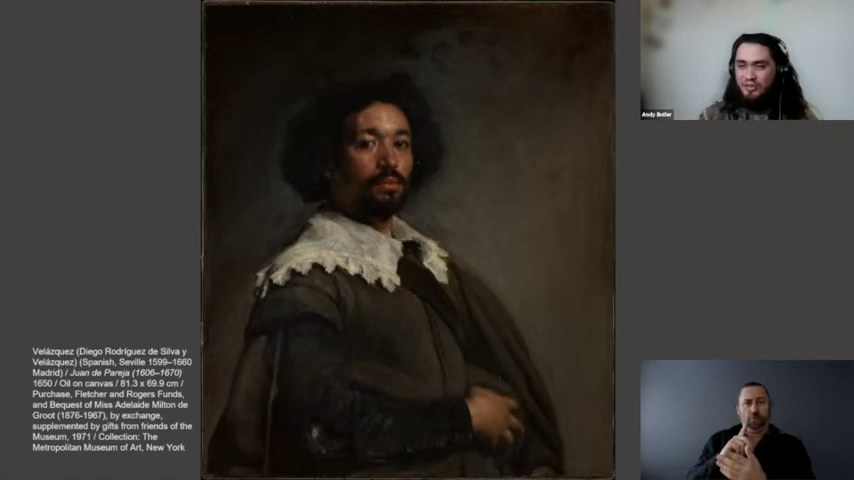 Andy Butler
Velázquez (Diego Rodríguez de Silva y
Velázquez) (Spanish, Seville 1599–1660
Madrid) / Juan de Pareja (1606–1670)
1650 / Oil on canvas / 81.3 x 69.9 cm /
Purchase, Fletcher and Rogers Funds,
and Bequest of Miss Adelaide Milton de
Groot (1876-1967), by exchange,
supplemented by gifts from friends of the
Museum, 1971 / Collection: The
Metropolitan Museum of Art, New York